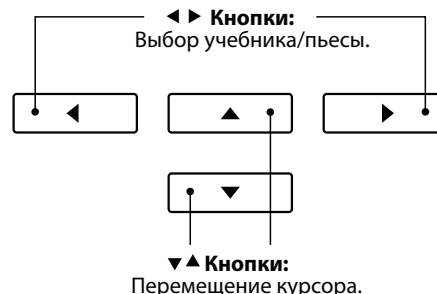 ◀ ▶ Кнопки:
Выбор учебника/пьесы.
◀ ▲ ▶
▼
▼▲ Кнопки:
Перемещение курсора.